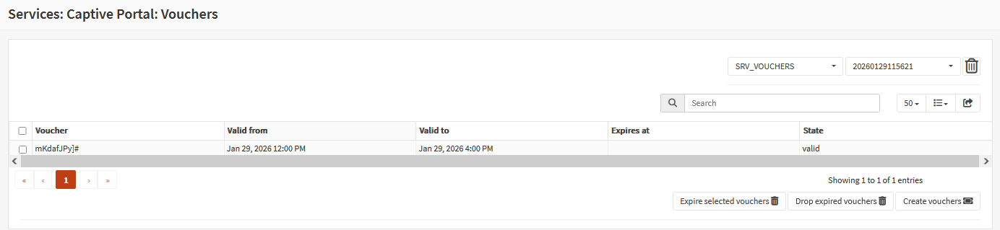 Services: Captive Portal: Vouchers
SRV_VOUCHERS 20260129115621
Search 50
Voucher Valid from Valid to Expires at State
mKdafJPy]# Jan 29, 2026 12:00 PM Jan 29, 2026 4:00 PM valid
« ‹ 1 › » Showing 1 to 1 of 1 entries
Expire selected vouchers Drop expired vouchers Create vouchers